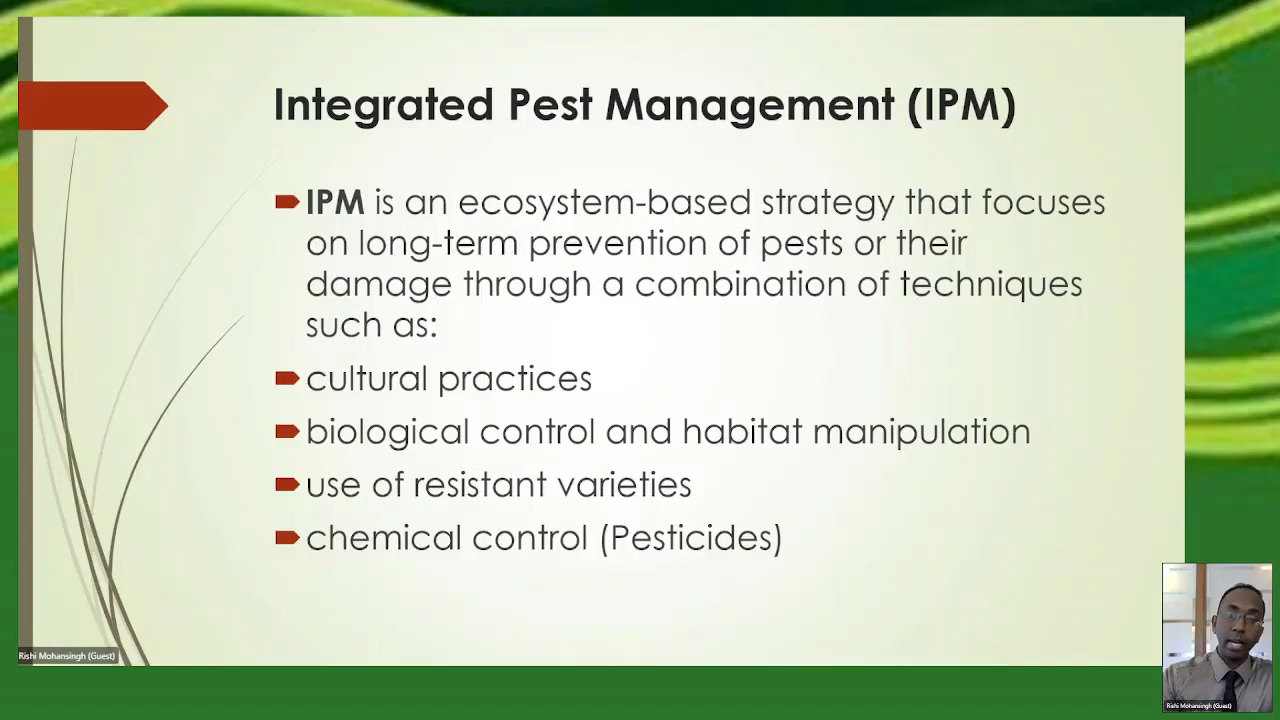 Integrated Pest Management (IPM)
IPM is an ecosystem-based strategy that focuses
on long-term prevention of pests or their
damage through a combination of techniques
such as:
cultural practices
biological control and habitat manipulation
use of resistant varieties
chemical control (Pesticides)
Rishi Mohansingh (Guest)
Rishi Mohansingh (Guest)